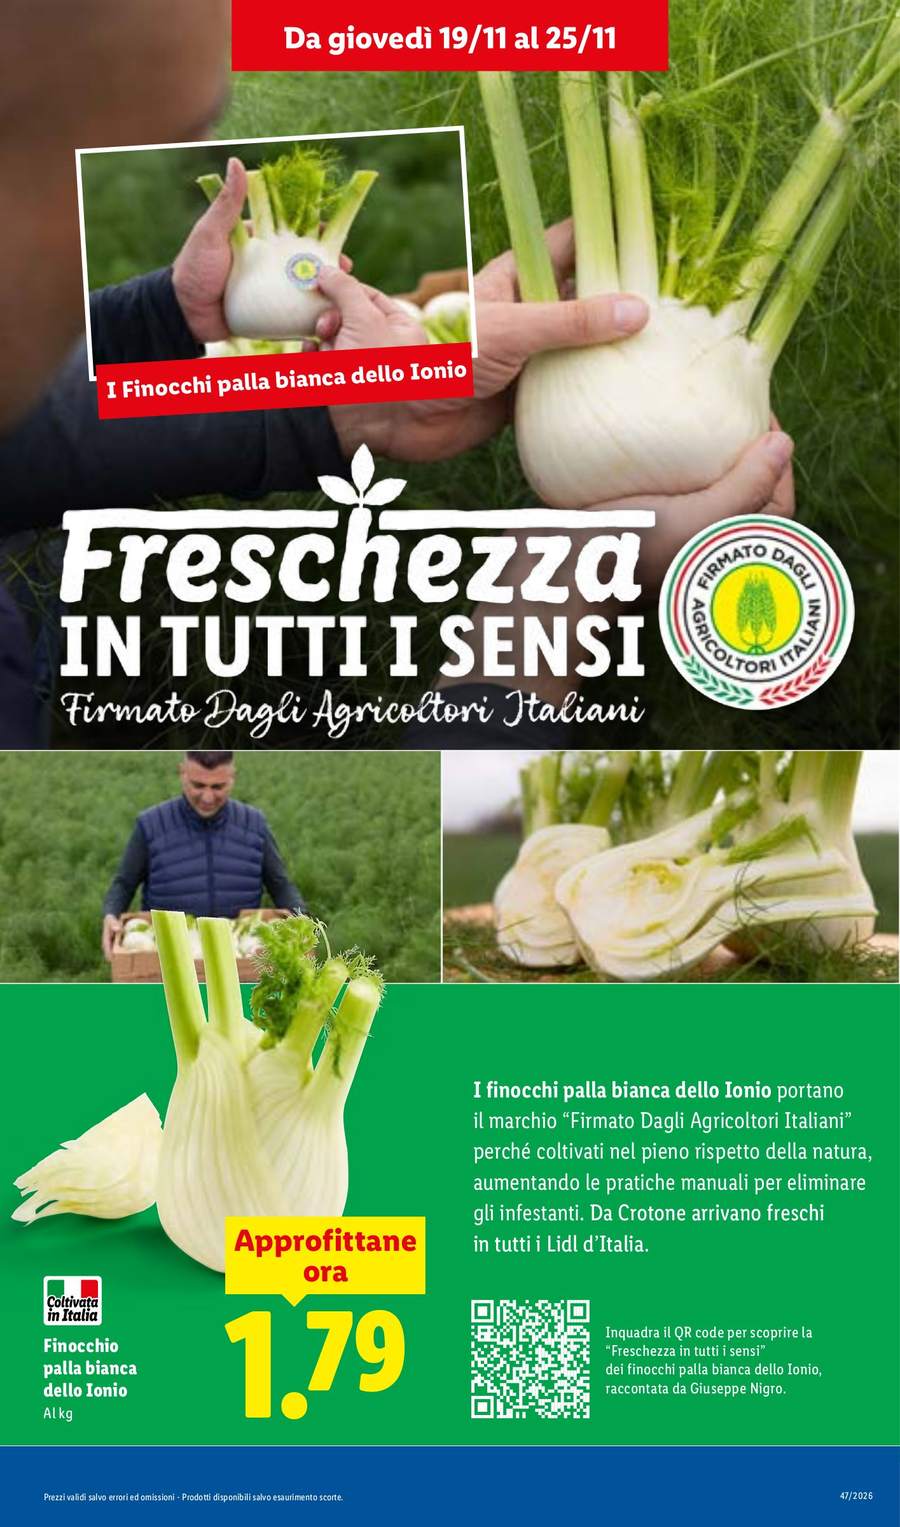 Da giovedì 19/11 al 25/11
I Finocchi palla bianca dello Ionio
Freschezza
IN TUTTI I SENSI
Firmato Dagli Agricoltori Italiani
FIRMATO DAGLI
AGRICOLTORI ITALIANI
I finocchi palla bianca dello Ionio portano
il marchio “Firmato Dagli Agricoltori Italiani”
perché coltivati nel pieno rispetto della natura,
aumentando le pratiche manuali per eliminare
gli infestanti. Da Crotone arrivano freschi
in tutti i Lidl d’Italia.
Approfittane
ora
1.79
Coltivata
in Italia
Finocchio
palla bianca
dello Ionio
Al kg
Inquadra il QR code per scoprire la
“Freschezza in tutti i sensi”
dei finocchi palla bianca dello Ionio,
raccontata da Giuseppe Nigro.
Prezzi validi salvo errori ed omissioni - Prodotti disponibili salvo esaurimento scorte.
47/2026